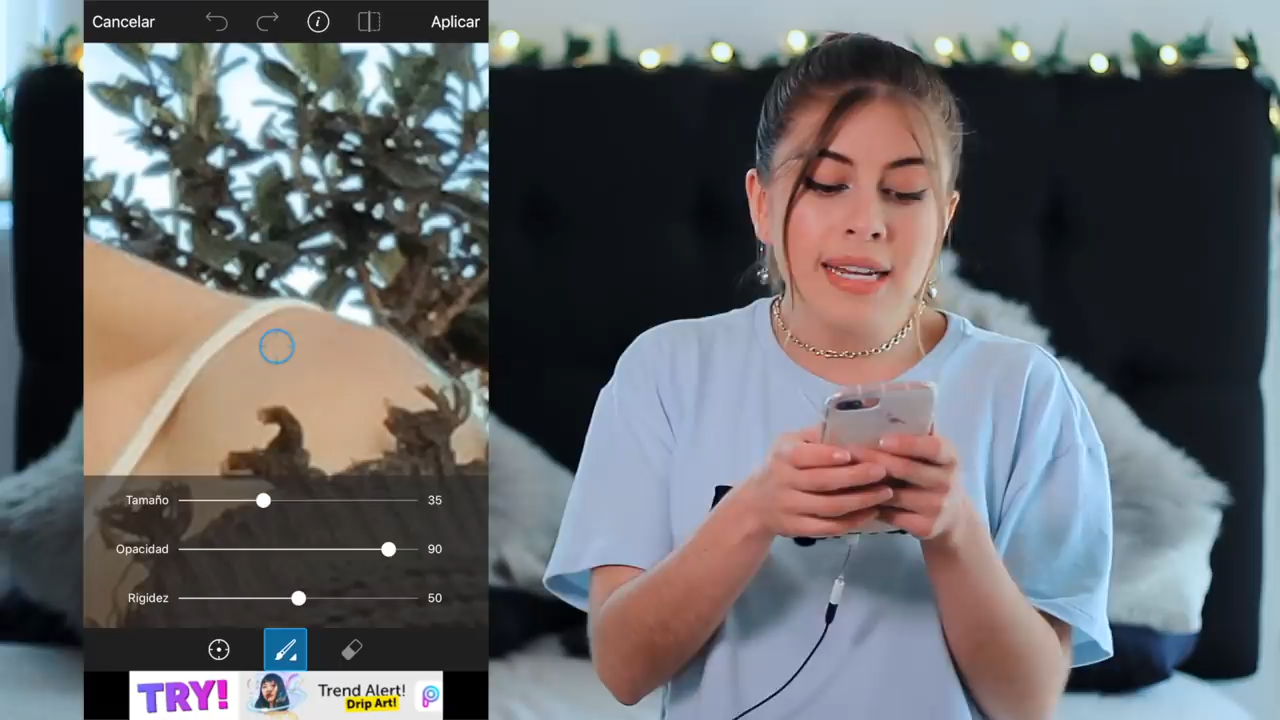 Cancelar
Aplicar
Tamaño 35
Opacidad 90
Rigidez 50
TRY!
Trend Alert!
Drip Art!